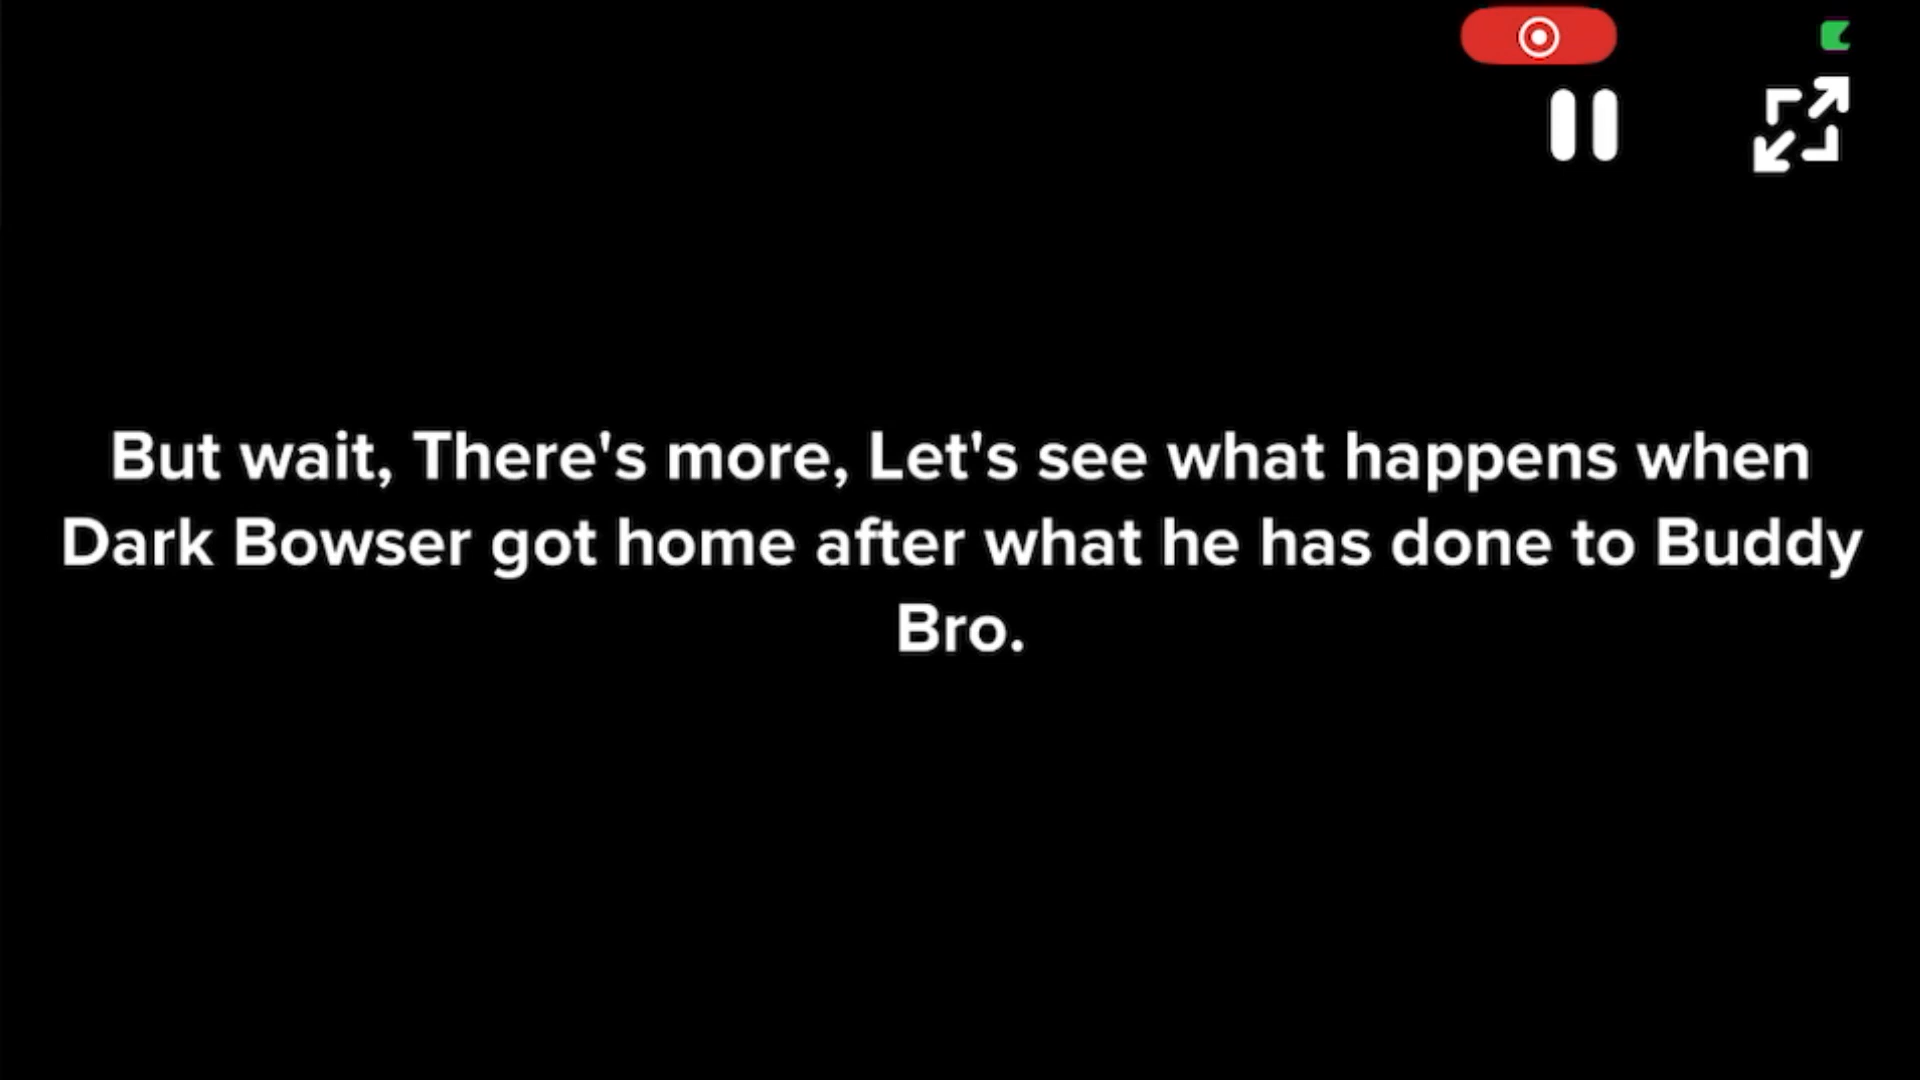 But wait, There's more, Let's see what happens when
Dark Bowser got home after what he has done to Buddy
Bro.